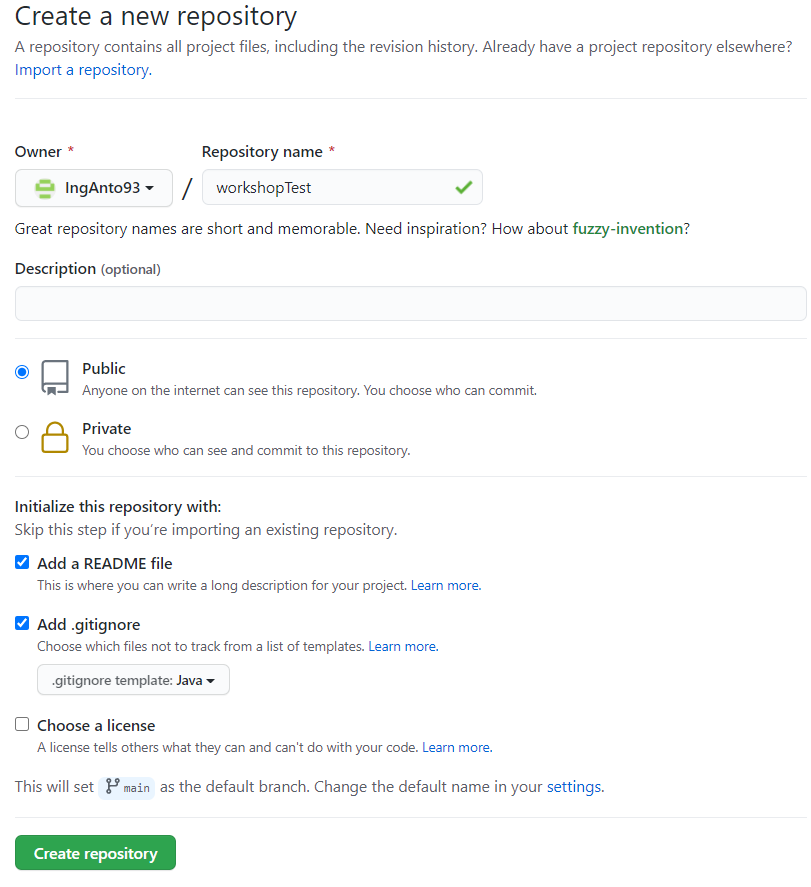 Create a new repository
A repository contains all project files, including the revision history. Already have a project repository elsewhere?
Import a repository.
Owner * Repository name *
IngAnto93 / workshopTest
Great repository names are short and memorable. Need inspiration? How about fuzzy-invention?
Description (optional)
Public
Anyone on the internet can see this repository. You choose who can commit.
Private
You choose who can see and commit to this repository.
Initialize this repository with:
Skip this step if you’re importing an existing repository.
Add a README file
This is where you can write a long description for your project. Learn more.
Add .gitignore
Choose which files not to track from a list of templates. Learn more.
.gitignore template: Java
Choose a license
A license tells others what they can and can't do with your code. Learn more.
This will set main as the default branch. Change the default name in your settings.
Create repository